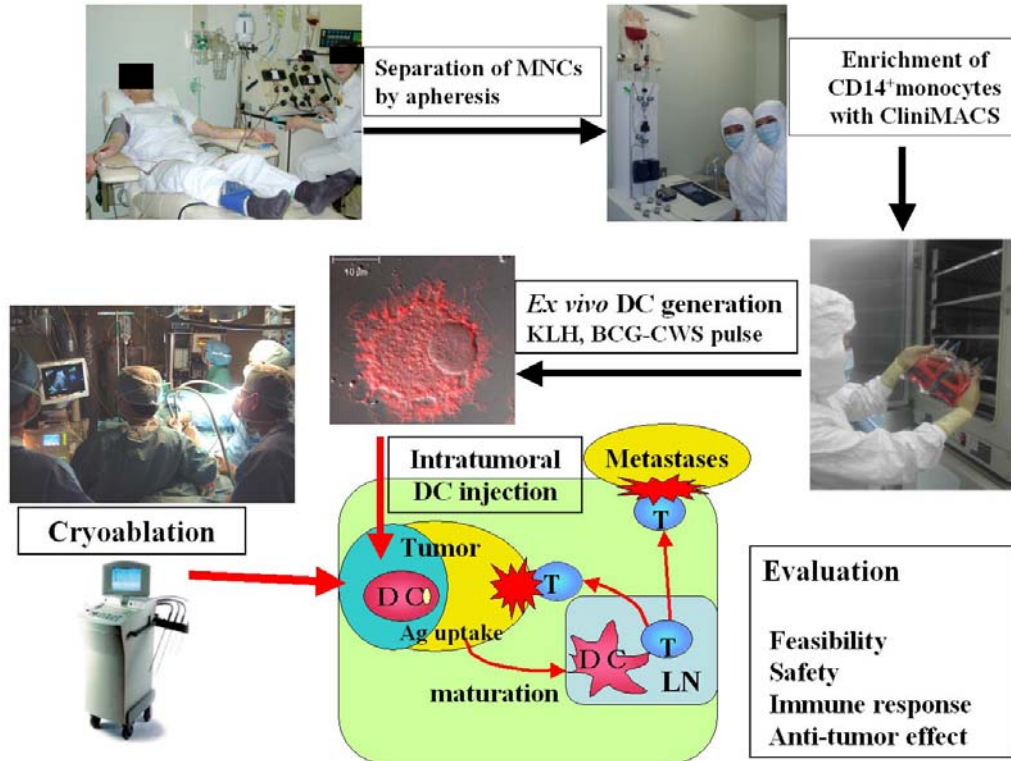 Separation of MNCs
by apheresis
Enrichment of
CD14⁺monocytes
with CliniMACS
10 μm
Ex vivo DC generation
KLH, BCG-CWS pulse
Intratumoral
DC injection
Metastases
T
Cryoablation
Tumor
DC
T
Ag uptake
T
DC
LN
maturation
Evaluation
Feasibility
Safety
Immune response
Anti-tumor effect